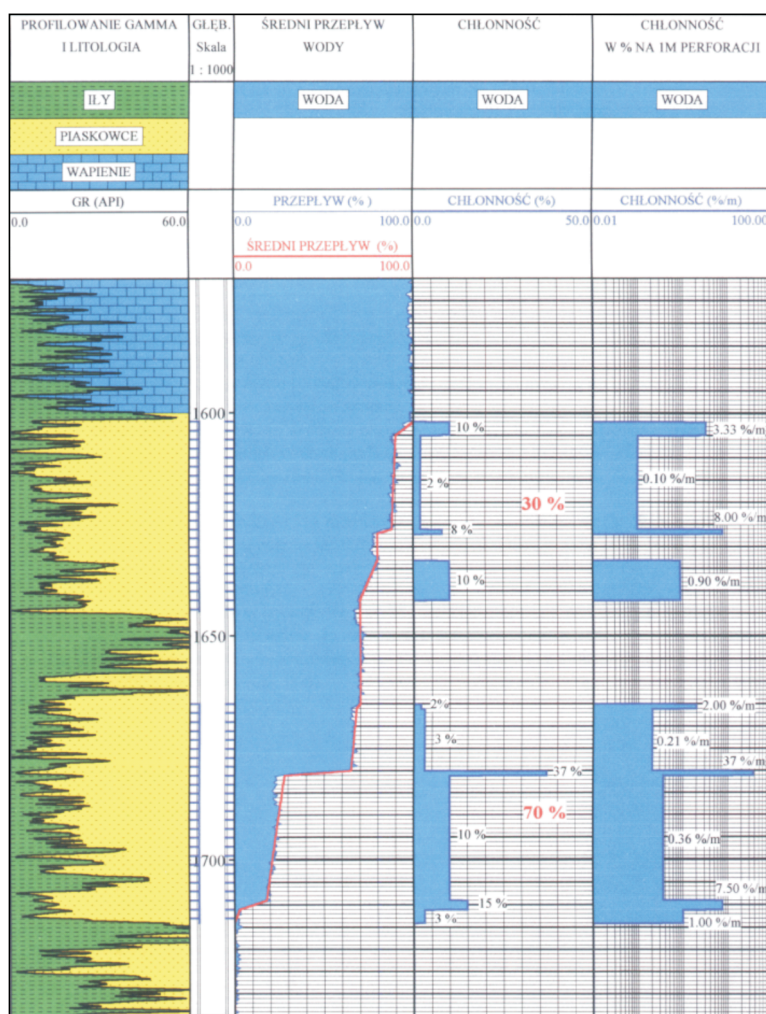 PROFILOWANIE GAMMA
I LITOLOGIA
GŁĘB.
Skala
1 : 1000
ŚREDNI PRZEPŁYW
WODY
CHŁONNOŚĆ
CHŁONNOŚĆ
W % NA 1M PERFORACJI
IŁY
WODA
WODA
WODA
PIASKOWCE
WAPIENIE
GR (API)
0.0 60.0
PRZEPŁYW (% )
0.0 100.0
CHŁONNOŚĆ (%)
0.0 50.0
CHŁONNOŚĆ (%/m)
0.01 100.00
ŚREDNI PRZEPŁYW (%)
0.0 100.0
1600
10 %
3.33 %/m
2 %
0.10 %/m
30 %
8.00 %/m
8 %
10 %
0.90 %/m
1650
2%
2.00 %/m
3 %
0.21 %/m
37 %/m
37 %
70 %
10 %
0.36 %/m
1700
7.50 %/m
15 %
3 %
1.00 %/m